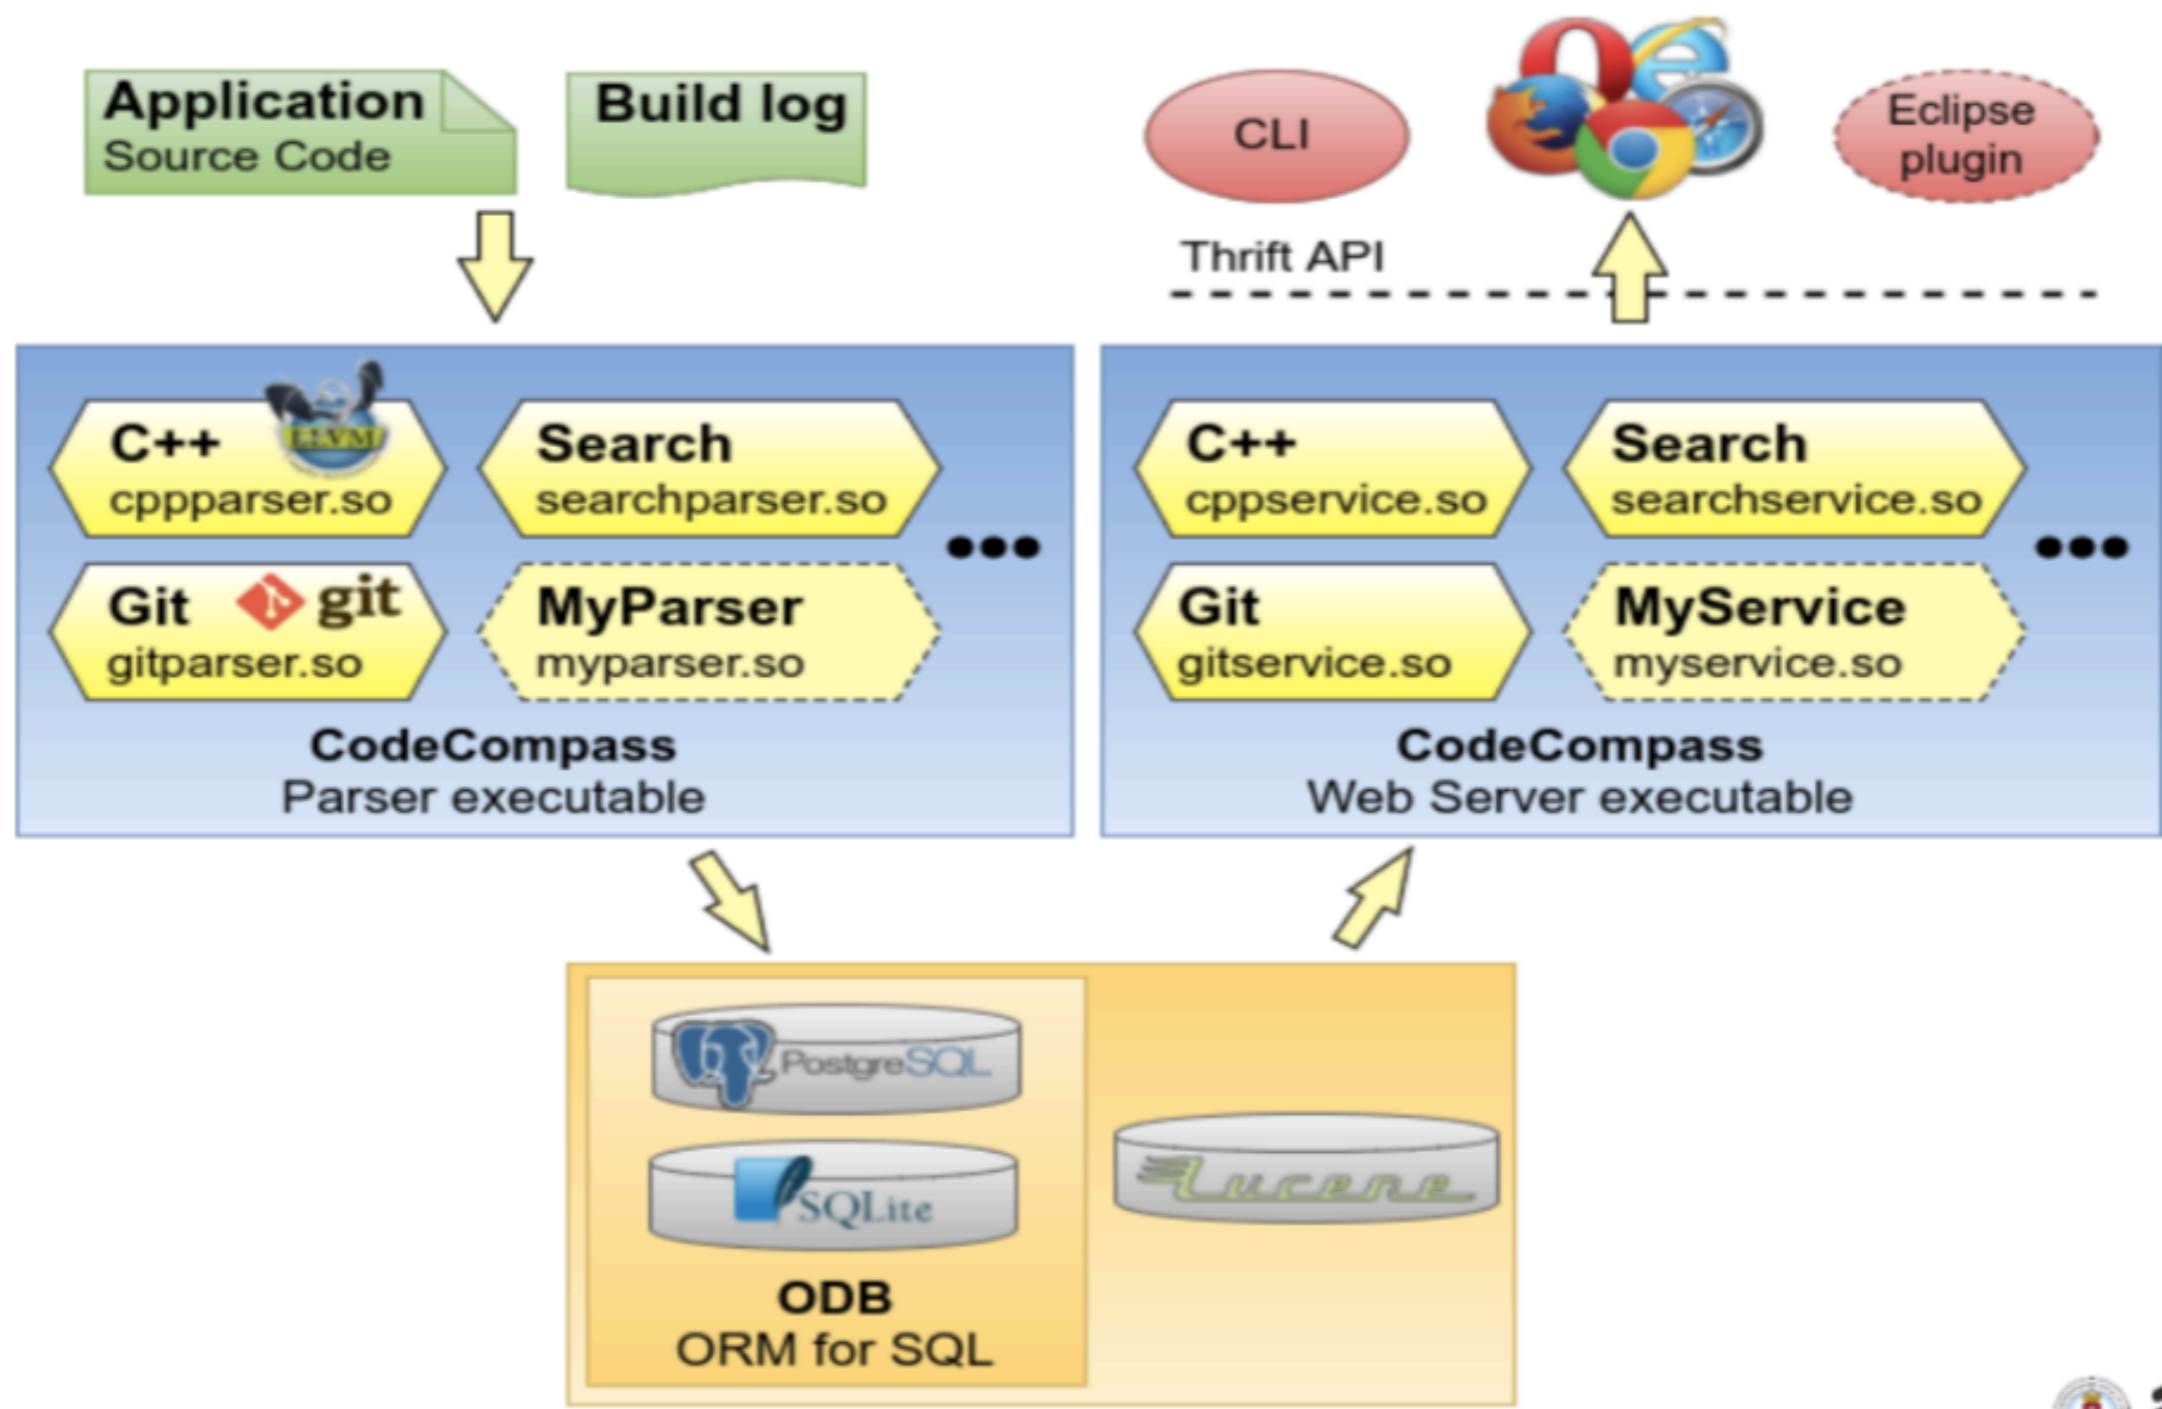 Application
Source Code
Build log
CLI
Eclipse
plugin
Thrift API
C++
LLVM
cppparser.so
Search
searchparser.so
Git
git
gitparser.so
MyParser
myparser.so
CodeCompass
Parser executable
C++
cppservice.so
Search
searchservice.so
Git
gitservice.so
MyService
myservice.so
CodeCompass
Web Server executable
PostgreSQL
SQLite
Lucene
ODB
ORM for SQL